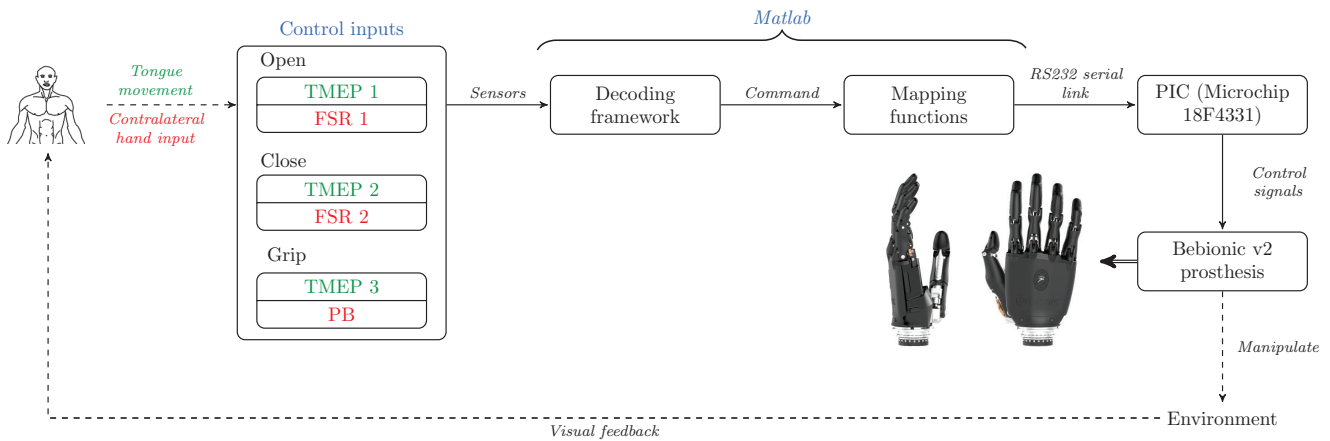 Control inputs
Matlab
Tongue
movement
Contralateral
hand input
Open
TMEP 1
FSR 1
Close
TMEP 2
FSR 2
Grip
TMEP 3
PB
Sensors
Decoding
framework
Command
Mapping
functions
RS232 serial
link
PIC (Microchip
18F4331)
Control
signals
Bebionic v2
prosthesis
Manipulate
Environment
Visual feedback